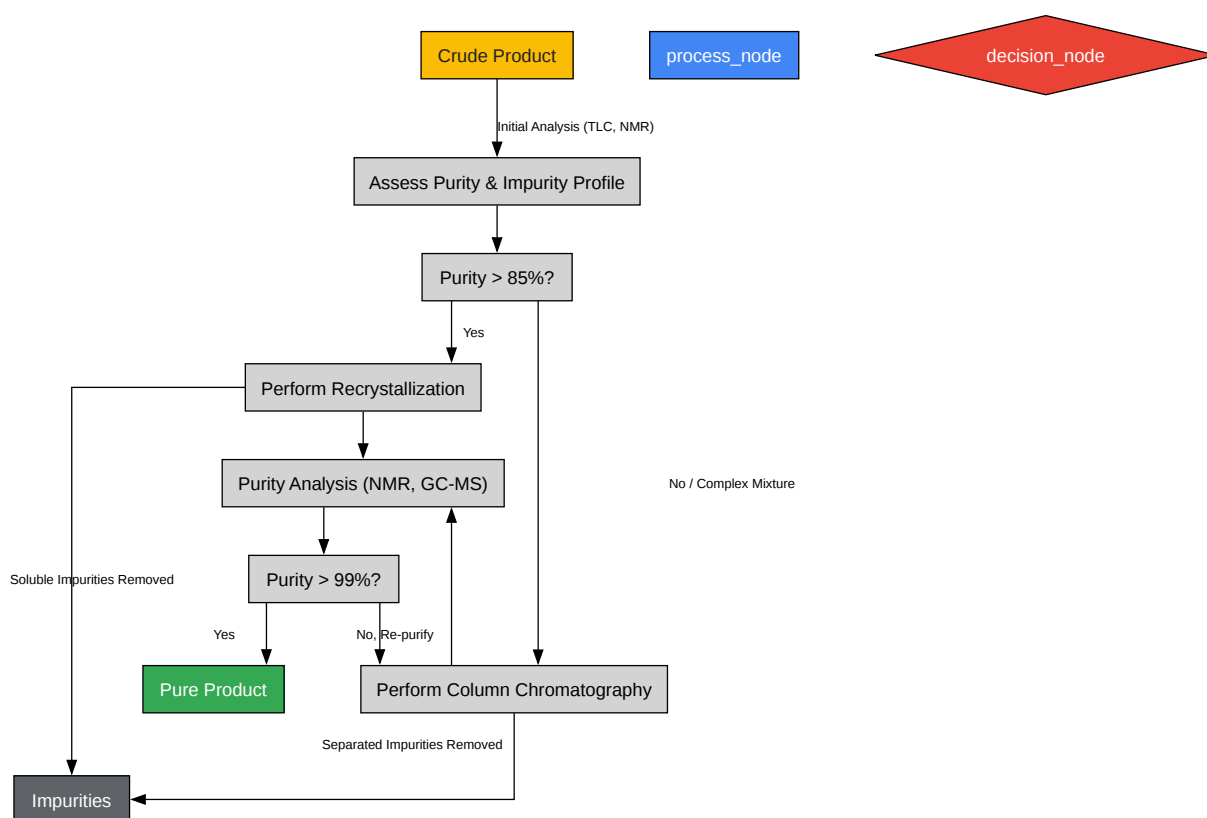 Crude Product
process_node
decision_node
Initial Analysis (TLC, NMR)
Assess Purity & Impurity Profile
Purity > 85%?
Yes
Perform Recrystallization
Purity Analysis (NMR, GC-MS)
No / Complex Mixture
Soluble Impurities Removed
Purity > 99%?
Yes
No, Re-purify
Pure Product
Perform Column Chromatography
Separated Impurities Removed
Impurities